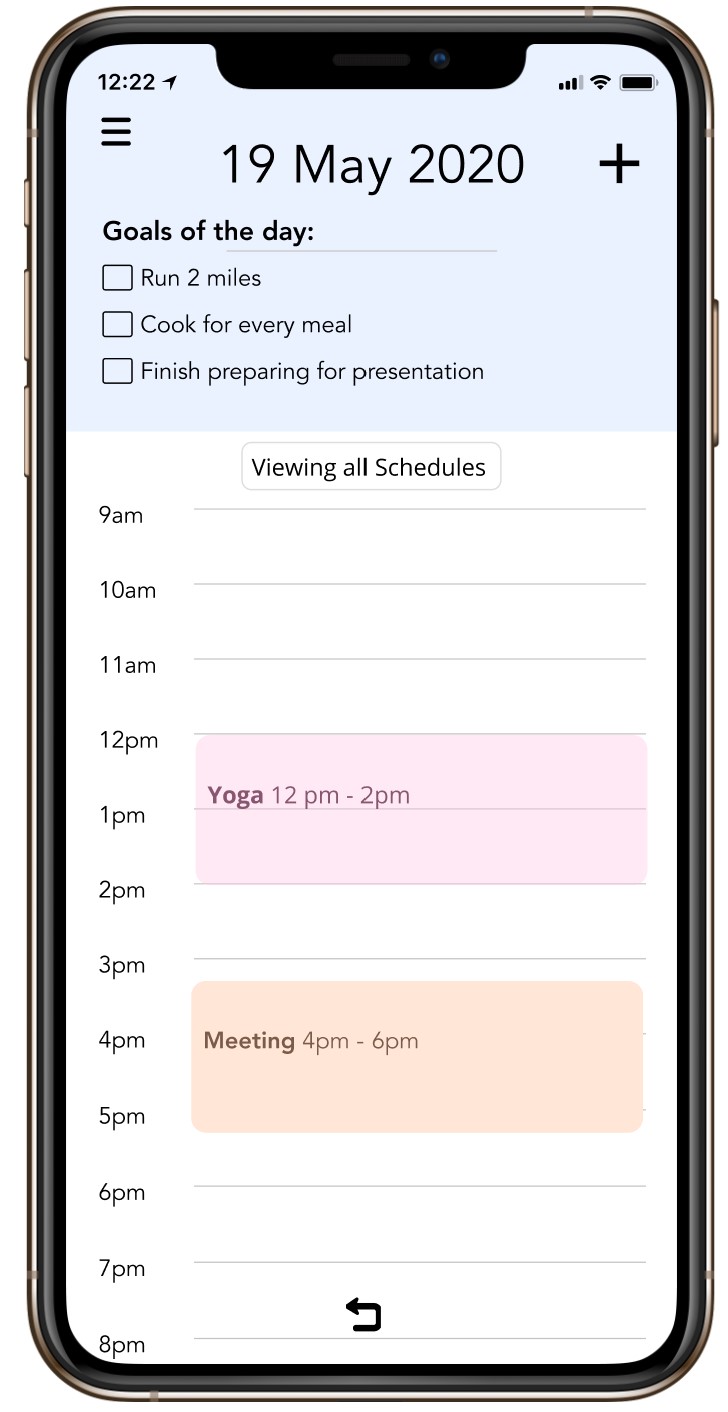 12:22
19 May 2020
Goals of the day:
Run 2 miles
Cook for every meal
Finish preparing for presentation
Viewing all Schedules
9am
10am
11am
12pm
Yoga 12 pm - 2pm
1pm
2pm
3pm
4pm
Meeting 4pm - 6pm
5pm
6pm
7pm
8pm